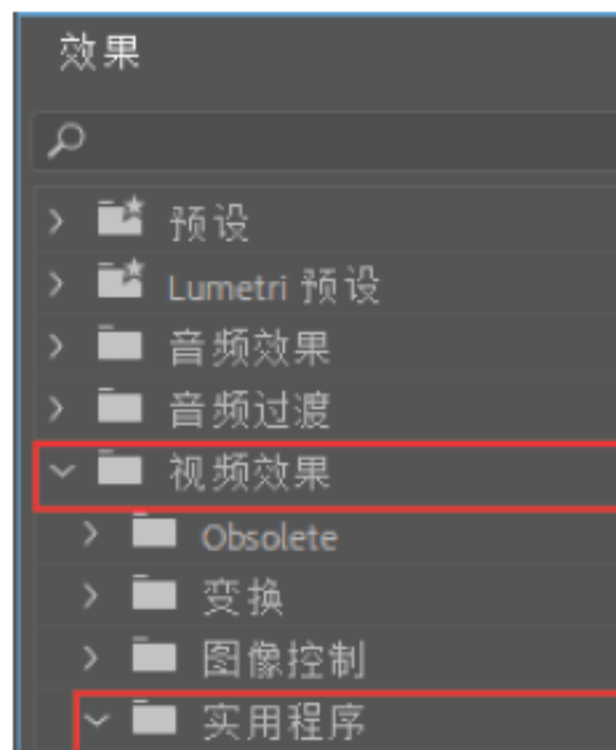 效果
预设
Lumetri 预设
音频效果
音频过渡
视频效果
Obsolete
变换
图像控制
实用程序